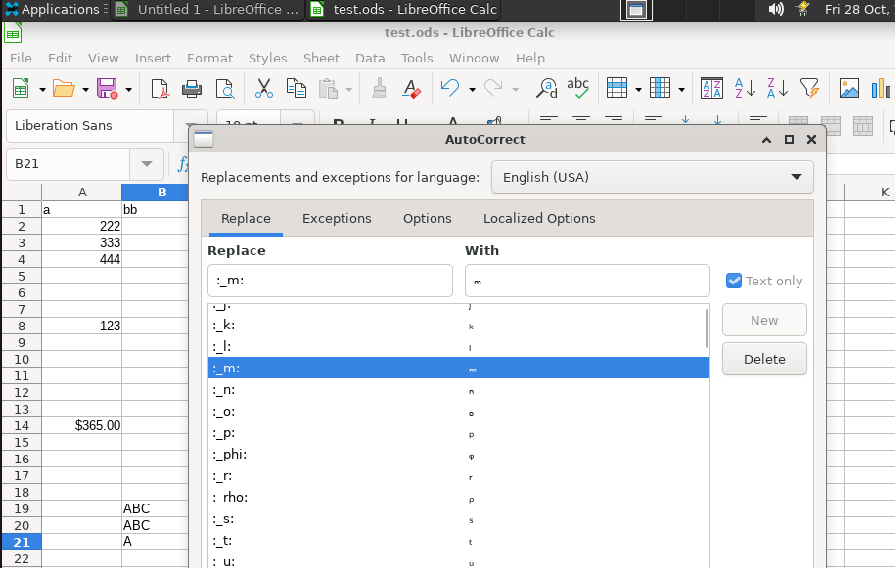 Applications Untitled 1 - LibreOffice ... test.ods - LibreOffice Calc Fri 28 Oct,
test.ods - LibreOffice Calc
File Edit View Insert Format Styles Sheet Data Tools Window Help
Liberation Sans
B21
AutoCorrect
Replacements and exceptions for language: English (USA)
Replace Exceptions Options Localized Options
Replace With
:_m: ₘ Text only
:_k: ₖ
:_l: ₗ
:_m: ₘ
:_n: ₙ
:_o: ₒ
:_p: ₚ
:_phi: ᵩ
:_r: ᵣ
:_rho: ᵨ
:_s: ₛ
:_t: ₜ
:_u: ᵤ
New
Delete
A B K
1 a bb
2 222
3 333
4 444
5
6
7
8 123
9
10
11
12
13
14 $365.00
15
16
17
18
19 ABC
20 ABC
21 A
22